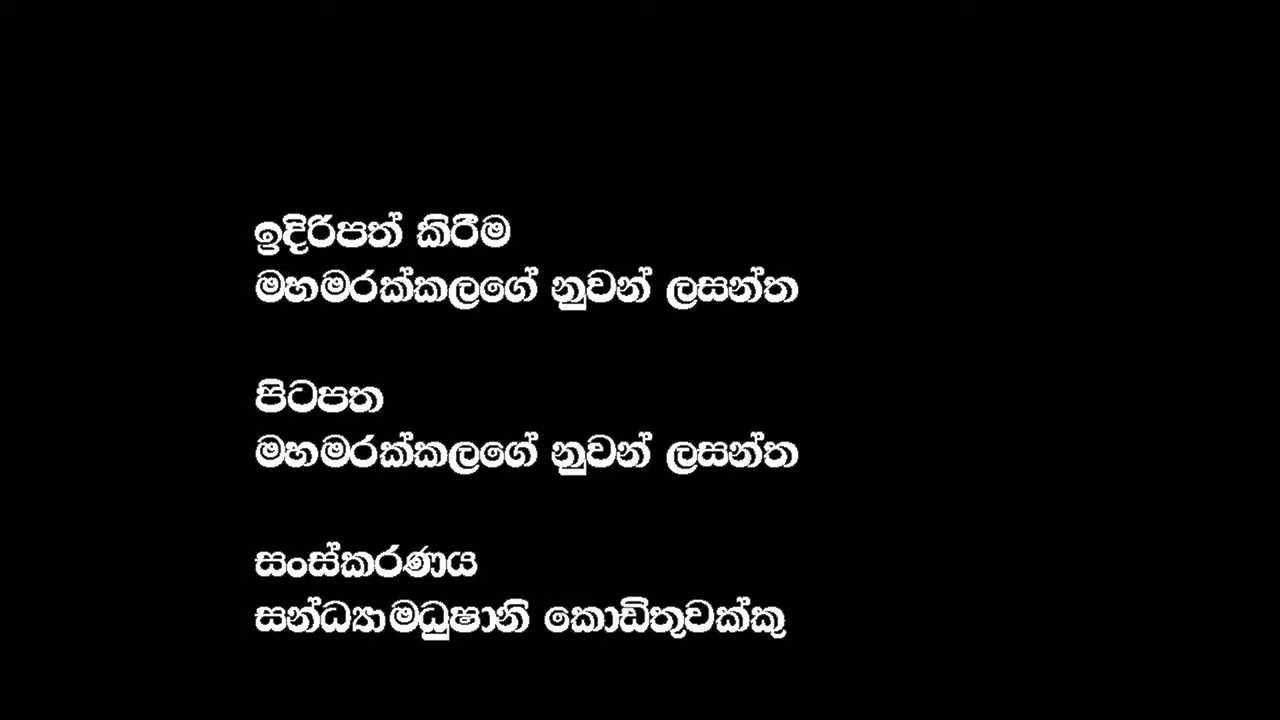 ඉදිරිපත් කිරීම
මහමරක්කලගේ නුවන් ලසන්ත
පිටපත
මහමරක්කලගේ නුවන් ලසන්ත
සංස්කරණය
සන්ධ්‍යාමධුෂානි කොඩිතුවක්කු